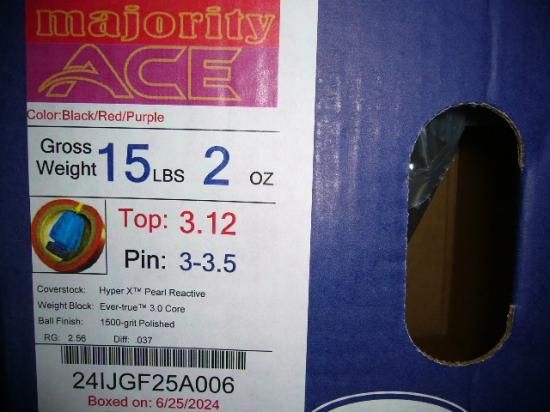 majority
ACE
Color:Black/Red/Purple
Gross Weight 15 LBS 2 OZ
Top: 3.12
Pin: 3-3.5
Coverstock: Hyper X™ Pearl Reactive
Weight Block: Ever-true™ 3.0 Core
Ball Finish: 1500-grit Polished
RG: 2.56 Diff: .037
24IJGF25A006
Boxed on: 6/25/2024